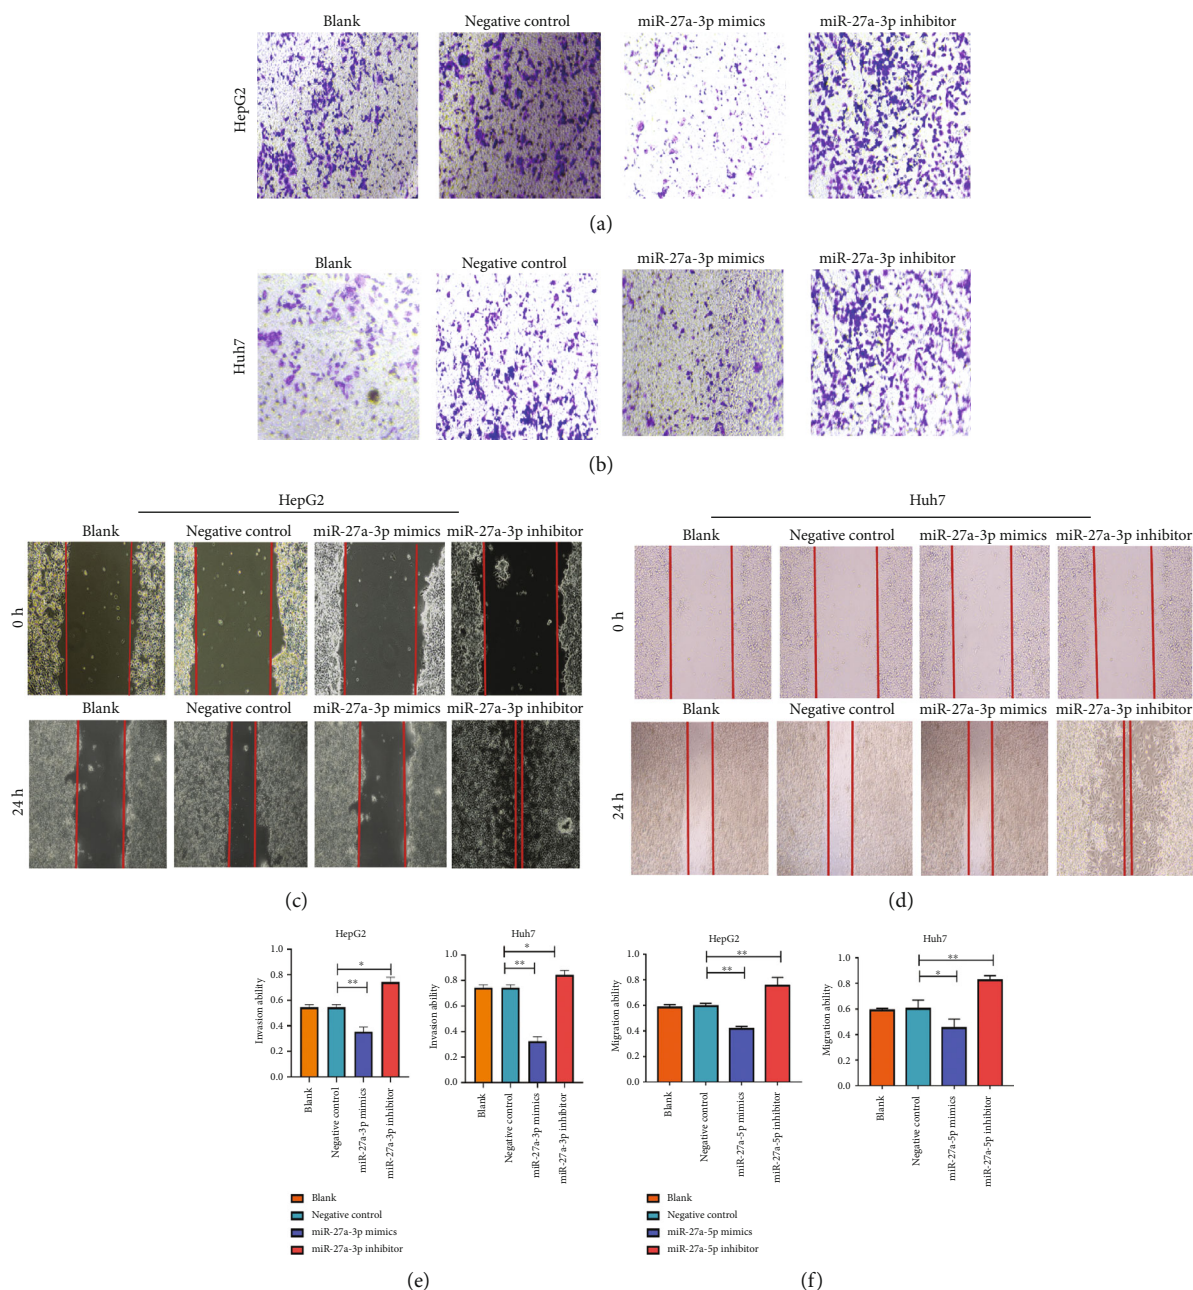 Blank
Negative control
miR-27a-3p mimics
miR-27a-3p inhibitor
HepG2
(a)
Blank
Negative control
miR-27a-3p mimics
miR-27a-3p inhibitor
Huh7
(b)
HepG2
Blank
Negative control
miR-27a-3p mimics
miR-27a-3p inhibitor
0 h
Blank
Negative control
miR-27a-3p mimics
miR-27a-3p inhibitor
24 h
(c)
Huh7
Blank
Negative control
miR-27a-3p mimics
miR-27a-3p inhibitor
0 h
Blank
Negative control
miR-27a-3p mimics
miR-27a-3p inhibitor
24 h
(d)
HepG2
Invasion ability
1.0
0.8
0.6
0.4
0.2
0.0
*
**
Blank
Negative control
miR-27a-3p mimics
miR-27a-3p inhibitor
Huh7
Invasion ability
1.0
0.8
0.6
0.4
0.2
0.0
*
**
Blank
Negative control
miR-27a-3p mimics
miR-27a-3p inhibitor
Blank
Negative control
miR-27a-3p mimics
miR-27a-3p inhibitor
(e)
HepG2
Migration ability
1.0
0.8
0.6
0.4
0.2
0.0
**
**
Blank
Negative control
miR-27a-5p mimics
miR-27a-5p inhibitor
Huh7
Migration ability
1.0
0.8
0.6
0.4
0.2
0.0
**
*
Blank
Negative control
miR-27a-5p mimics
miR-27a-5p inhibitor
Blank
Negative control
miR-27a-5p mimics
miR-27a-5p inhibitor
(f)